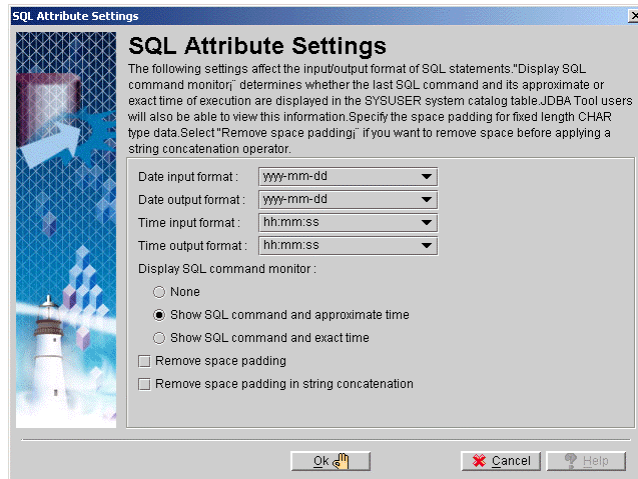 SQL Attribute Settings
SQL Attribute Settings
The following settings affect the input/output format of SQL statements."Display SQL
command monitor¡¨ determines whether the last SQL command and its approximate or
exact time of execution are displayed in the SYSUSER system catalog table.JDBA Tool users
will also be able to view this information.Specify the space padding for fixed length CHAR
type data.Select "Remove space padding¡¨ if you want to remove space before applying a
string concatenation operator.
Date input format : yyyy-mm-dd
Date output format : yyyy-mm-dd
Time input format : hh:mm:ss
Time output format : hh:mm:ss
Display SQL command monitor :
None
Show SQL command and approximate time
Show SQL command and exact time
Remove space padding
Remove space padding in string concatenation
Ok Cancel Help